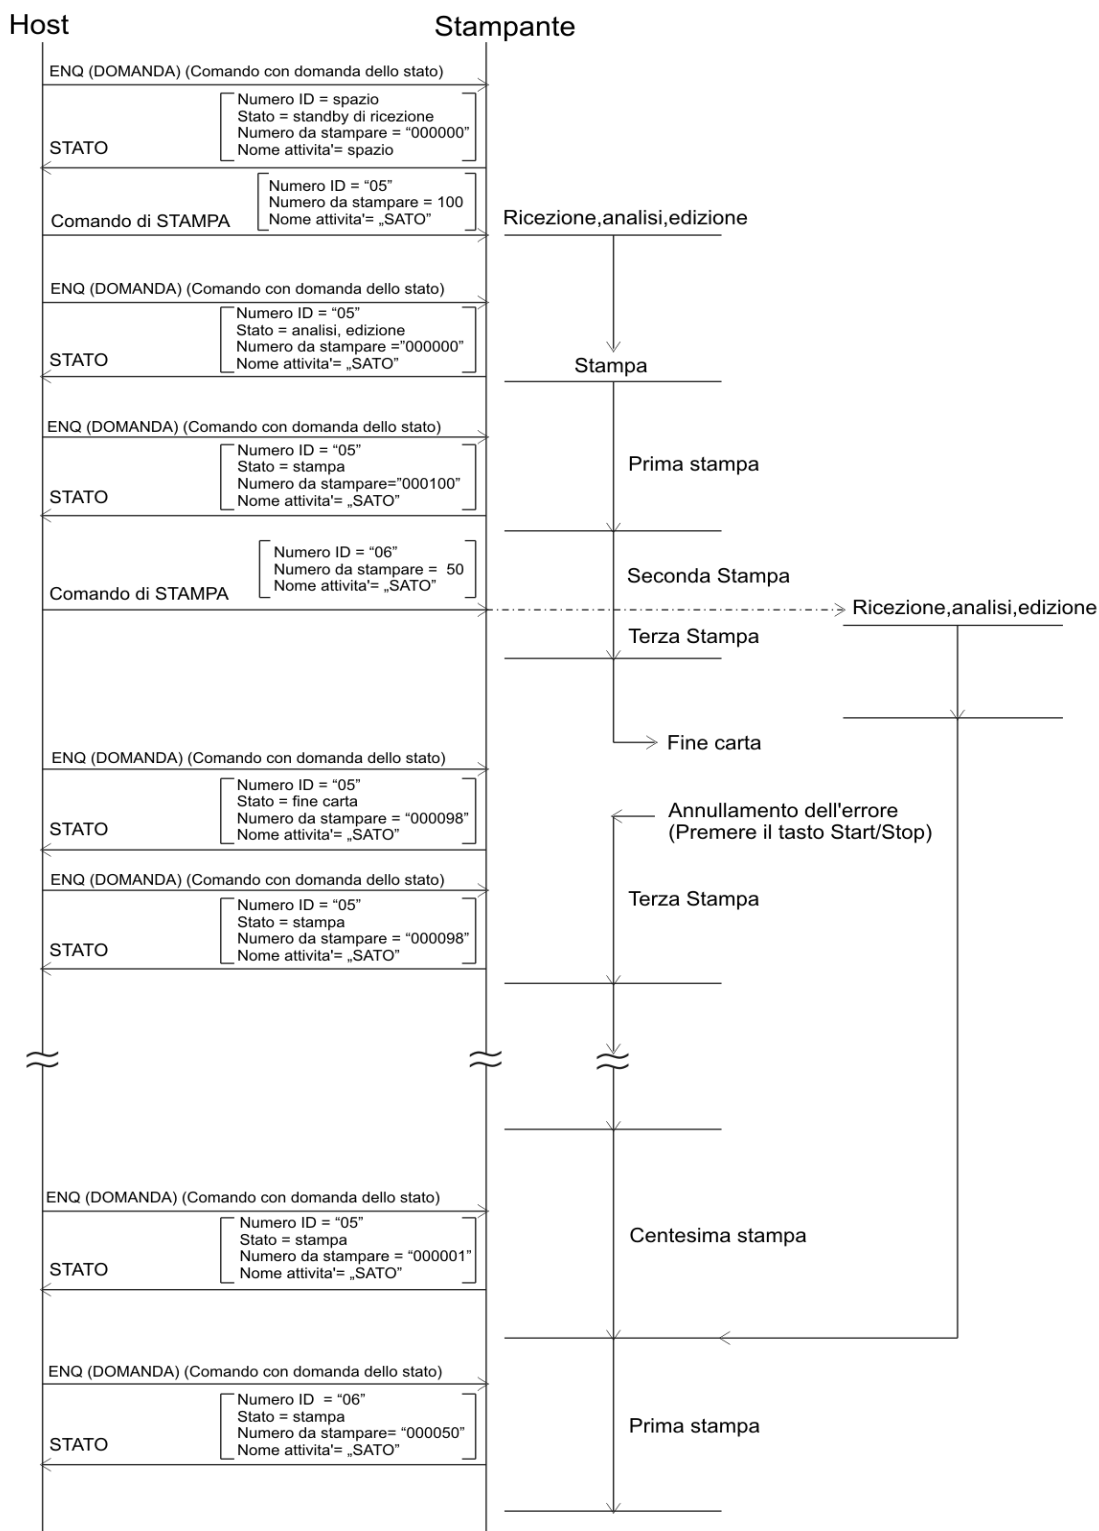 Host
Stampante
ENQ (DOMANDA) (Comando con domanda dello stato)
Numero ID = spazio
Stato = standby di ricezione
Numero da stampare = “000000”
Nome attivita'= spazio
STATO
Numero ID = “05”
Numero da stampare = 100
Nome attivita'= „SATO”
Comando di STAMPA
Ricezione,analisi,edizione
ENQ (DOMANDA) (Comando con domanda dello stato)
Numero ID = “05”
Stato = analisi, edizione
Numero da stampare =”000000”
Nome attivita'= „SATO”
STATO
Stampa
ENQ (DOMANDA) (Comando con domanda dello stato)
Numero ID = “05”
Stato = stampa
Numero da stampare=”000100”
Nome attivita'= „SATO”
STATO
Prima stampa
Numero ID = “06”
Numero da stampare =  50
Nome attivita'= „SATO”
Comando di STAMPA
Seconda Stampa
Ricezione,analisi,edizione
Terza Stampa
Fine carta
ENQ (DOMANDA) (Comando con domanda dello stato)
Numero ID = “05”
Stato = fine carta
Numero da stampare = “000098”
Nome attivita'= „SATO”
STATO
Annullamento dell'errore
(Premere il tasto Start/Stop)
ENQ (DOMANDA) (Comando con domanda dello stato)
Numero ID = “05”
Stato = stampa
Numero da stampare = “000098”
Nome attivita'= „SATO”
STATO
Terza Stampa
ENQ (DOMANDA) (Comando con domanda dello stato)
Numero ID = “05”
Stato = stampa
Numero da stampare = “000001”
Nome attivita'= „SATO”
STATO
Centesima stampa
ENQ (DOMANDA) (Comando con domanda dello stato)
Numero ID  = “06”
Stato = stampa
Numero da stampare= “000050”
Nome attivita'= „SATO”
STATO
Prima stampa